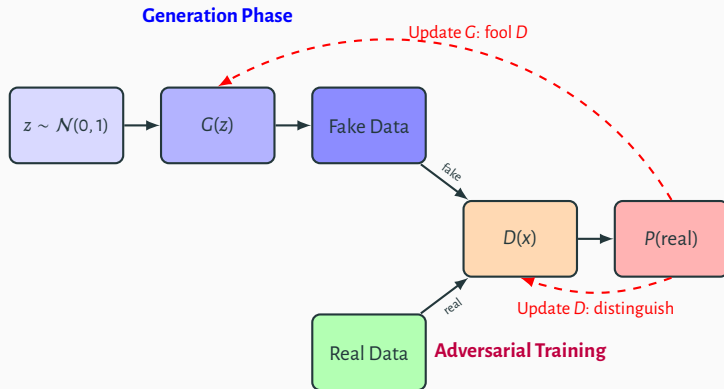 Generation Phase
Update G: fool D
z ~ 𝒩(0, 1)
G(z)
Fake Data
fake
D(x)
P(real)
real
Update D: distinguish
Real Data
Adversarial Training